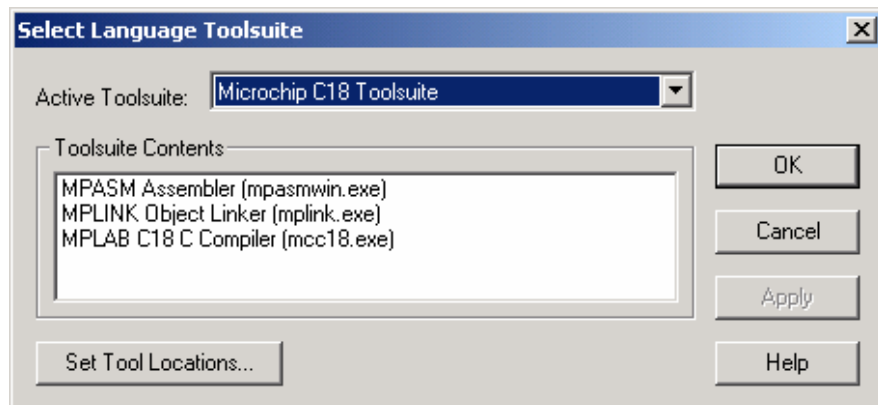 Select Language Toolsuite
Active Toolsuite: Microchip C18 Toolsuite
Toolsuite Contents
MPASM Assembler (mpasmwin.exe)
MPLINK Object Linker (mplink.exe)
MPLAB C18 C Compiler (mcc18.exe)
OK
Cancel
Apply
Set Tool Locations...
Help